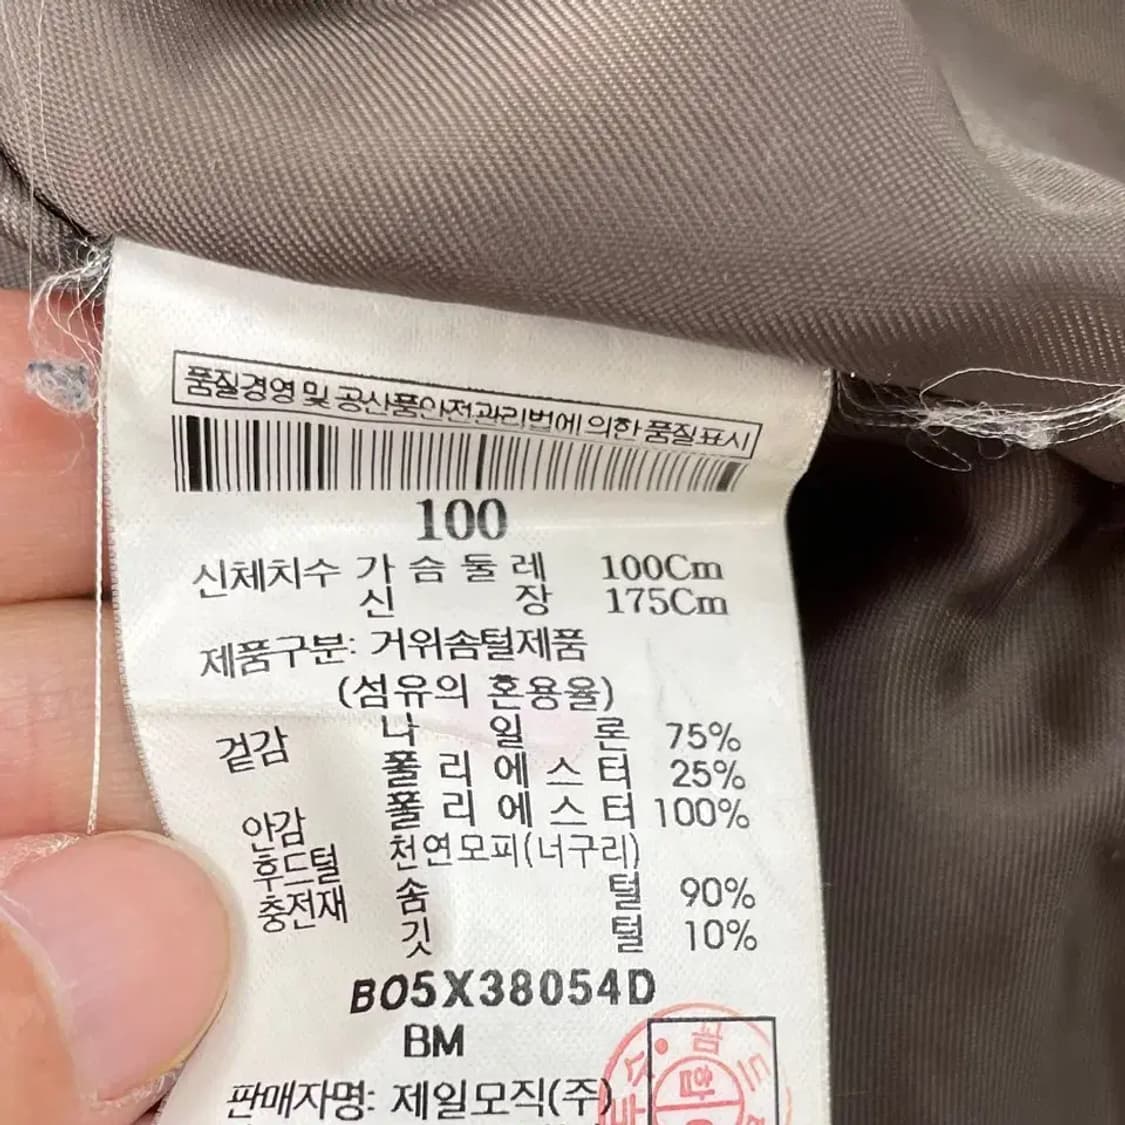 품질경영 및 공산품안전관리법에 의한 품질표시
100
신체치수 가슴둘레 100Cm
신장 175Cm
제품구분: 거위솜털제품
(섬유의 혼용율)
겉감 나일론 75%
폴리에스터 25%
안감 폴리에스터 100%
후드털 천연모피(너구리)
충전재 솜털 90%
깃털 10%
B05X38054D
BM
판매자명: 제일모직(주)